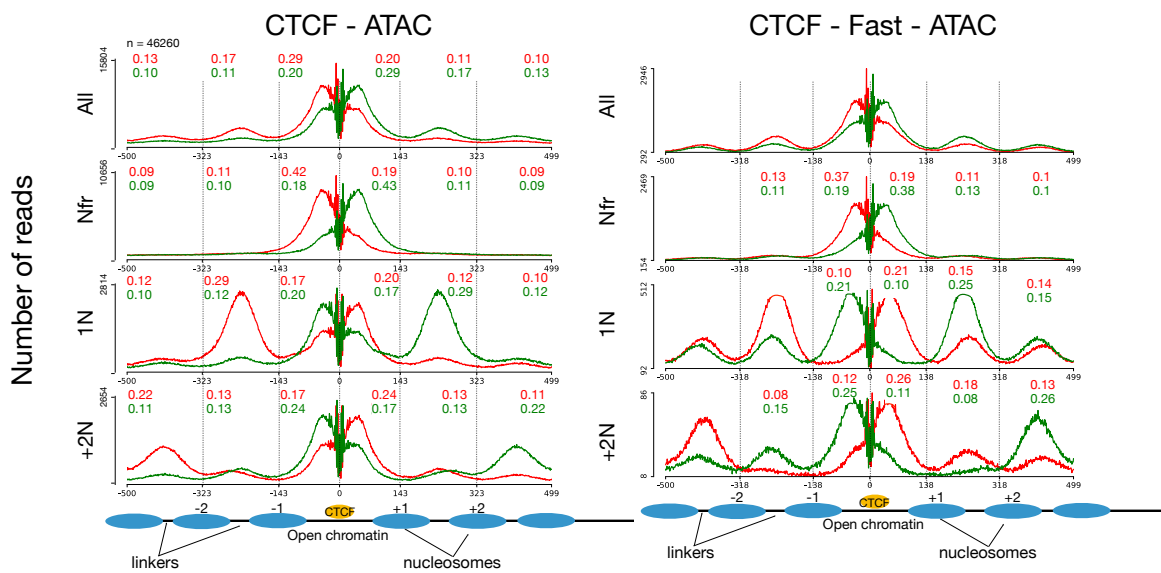 CTCF - ATAC
n = 46260
15804
All
0.13 0.17 0.29 0.20 0.11 0.10
0.10 0.11 0.20 0.29 0.17 0.13
-500 -323 -143 0 143 323 499
10656
Nfr
0.09 0.11 0.42 0.19 0.10 0.09
0.09 0.10 0.18 0.43 0.11 0.09
-500 -323 -143 0 143 323 499
Number of reads
2814
1N
0.12 0.29 0.17 0.20 0.12 0.10
0.10 0.12 0.20 0.17 0.29 0.12
-500 -323 -143 0 143 323 499
2654
+2N
0.22 0.13 0.17 0.24 0.13 0.11
0.11 0.13 0.24 0.17 0.13 0.22
-500 -323 -143 0 143 323 499
-2 -1 CTCF +1 +2
Open chromatin
linkers nucleosomes
CTCF - Fast - ATAC
2946
All
292
-500 -318 -138 0 138 318 499
2469
Nfr
154
0.13 0.37 0.19 0.11 0.1
0.11 0.19 0.38 0.13 0.1
-500 -318 -138 0 138 318 499
512
1N
92
0.10 0.21 0.15 0.14
0.21 0.10 0.25 0.15
-500 -318 -138 0 138 318 499
86
+2N
8
0.08 0.12 0.26 0.18 0.13
0.15 0.25 0.11 0.08 0.26
-500 -318 -138 0 138 318 499
-2 -1 CTCF +1 +2
Open chromatin
linkers nucleosomes